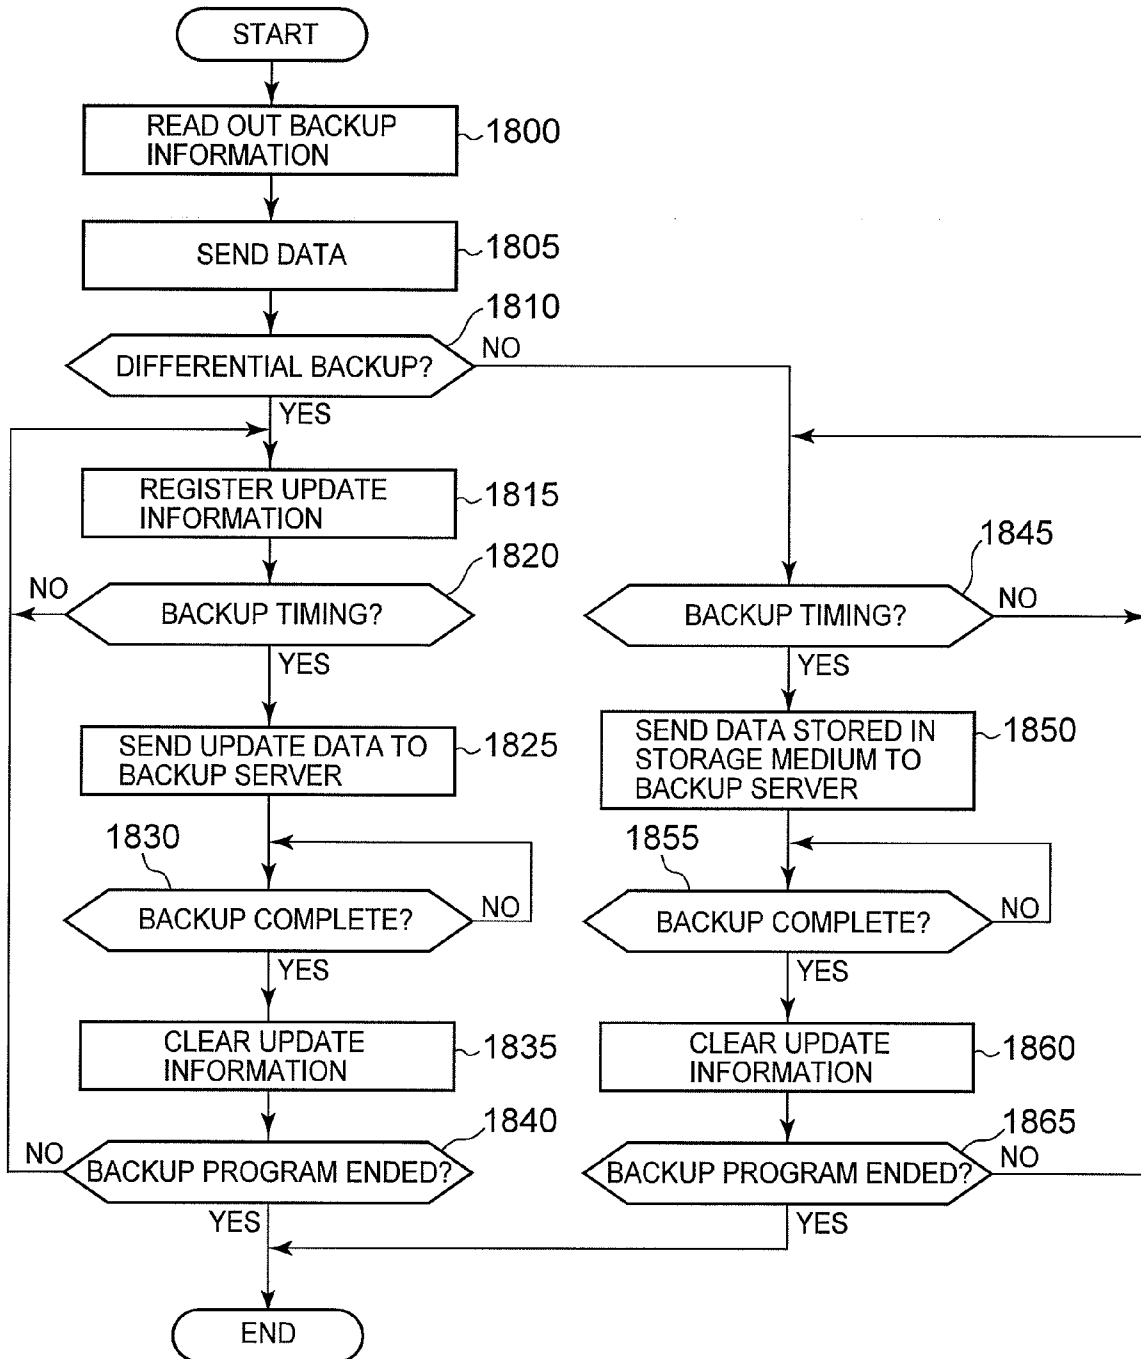 START
READ OUT BACKUP
INFORMATION
1800
SEND DATA
1805
1810
DIFFERENTIAL BACKUP?
NO
YES
REGISTER UPDATE
INFORMATION
1815
1820
NO
BACKUP TIMING?
YES
SEND UPDATE DATA TO
BACKUP SERVER
1825
1830
BACKUP COMPLETE?
NO
YES
CLEAR UPDATE
INFORMATION
1835
1840
NO
BACKUP PROGRAM ENDED?
YES
1845
BACKUP TIMING?
NO
YES
SEND DATA STORED IN
STORAGE MEDIUM TO
BACKUP SERVER
1850
1855
BACKUP COMPLETE?
NO
YES
CLEAR UPDATE
INFORMATION
1860
1865
BACKUP PROGRAM ENDED?
NO
YES
END